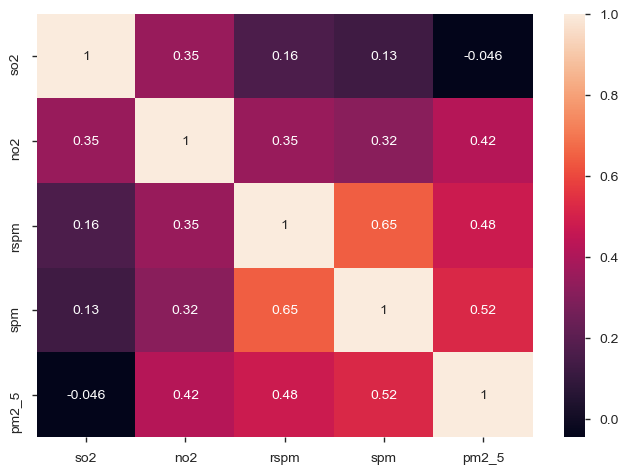 so2 1 0.35 0.16 0.13 -0.046
no2 0.35 1 0.35 0.32 0.42
rspm 0.16 0.35 1 0.65 0.48
spm 0.13 0.32 0.65 1 0.52
pm2_5 -0.046 0.42 0.48 0.52 1
so2 no2 rspm spm pm2_5
1.0
0.8
0.6
0.4
0.2
0.0